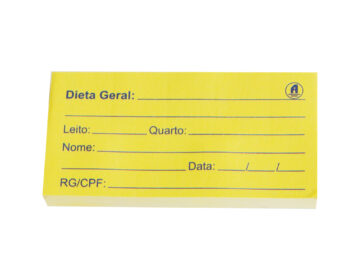 Dieta Geral:
Leito: Quarto:
Nome:
Data: / /
RG/CPF: